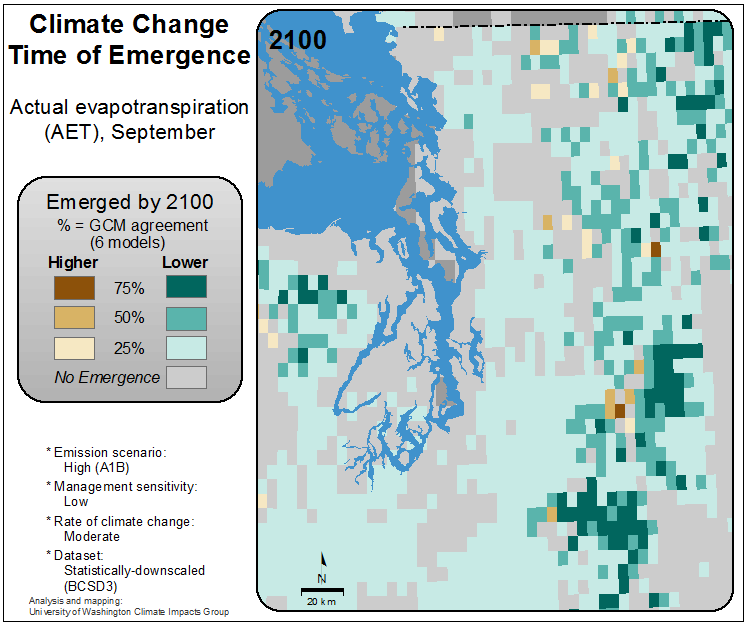 Climate Change
Time of Emergence
Actual evapotranspiration
(AET), September
Emerged by 2100
% = GCM agreement
(6 models)
Higher Lower
75%
50%
25%
No Emergence
* Emission scenario:
High (A1B)
* Management sensitivity:
Low
* Rate of climate change:
Moderate
* Dataset:
Statistically-downscaled
(BCSD3)
Analysis and mapping:
University of Washington Climate Impacts Group
2100
N
20 km